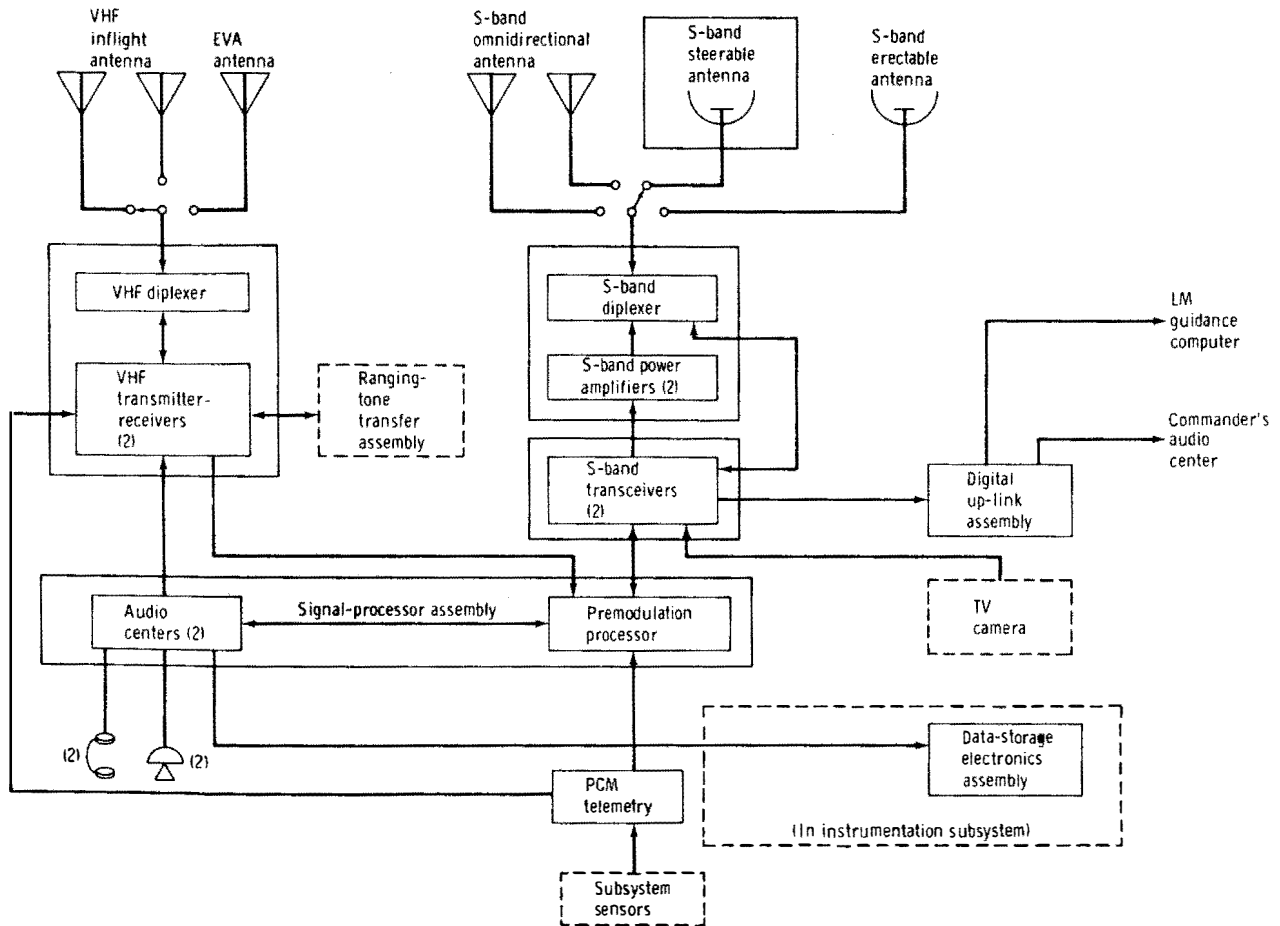 VHF
inflight
antenna
EVA
antenna
S-band
omnidirectional
antenna
S-band
steerable
antenna
S-band
erectable
antenna
VHF diplexer
S-band
diplexer
LM
guidance
computer
VHF
transmitter-
receivers
(2)
Ranging-
tone
transfer
assembly
S-band power
amplifiers (2)
Commander's
audio
center
S-band
transceivers
(2)
Digital
up-link
assembly
Audio
centers (2)
Signal-processor assembly
Premodulation
processor
TV
camera
(2)
(2)
Data-storage
electronics
assembly
PCM
telemetry
(In instrumentation subsystem)
Subsystem
sensors